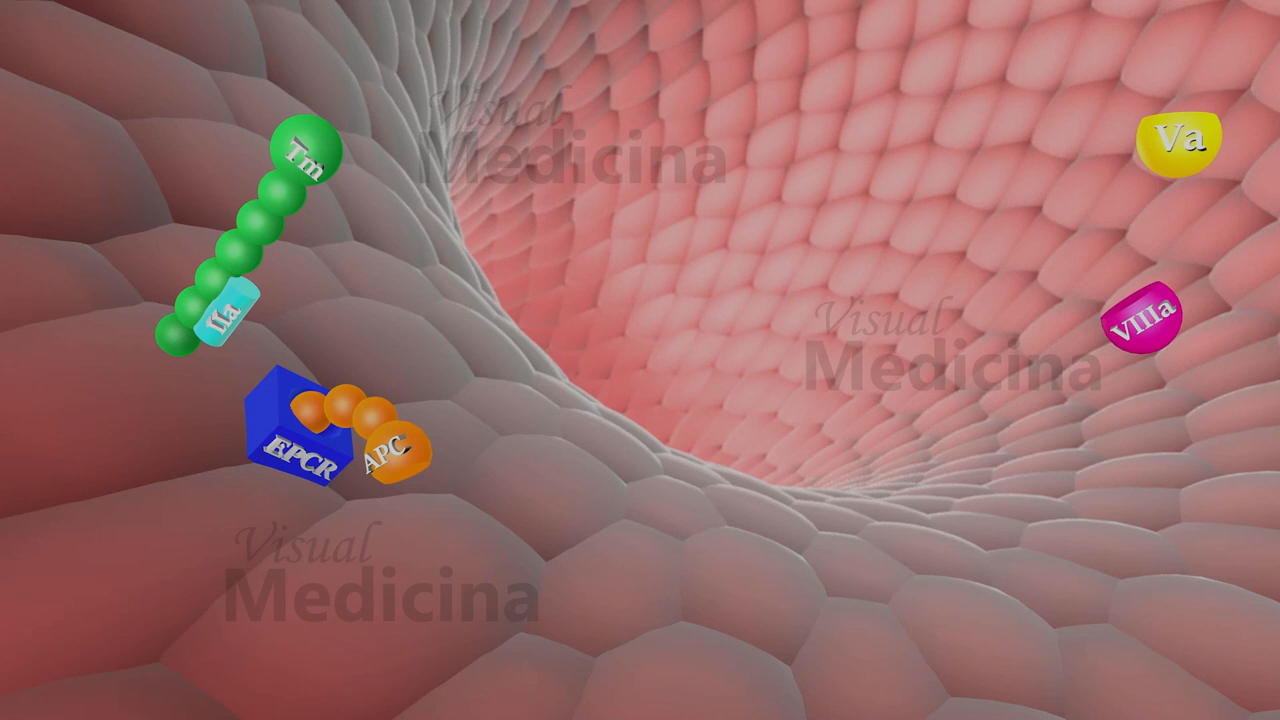 Visual
Medicina
Tm
Va
IIa
VIIIa
Visual
Medicina
EPCR
APC
Visual
Medicina